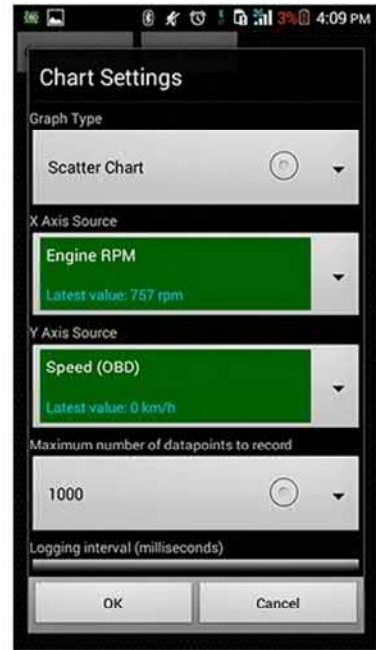 3% 4:09 PM
Chart Settings
Graph Type
Scatter Chart
X Axis Source
Engine RPM
Latest value: 757 rpm
Y Axis Source
Speed (OBD)
Latest value: 0 km/h
Maximum number of datapoints to record
1000
Logging interval (milliseconds)
OK
Cancel